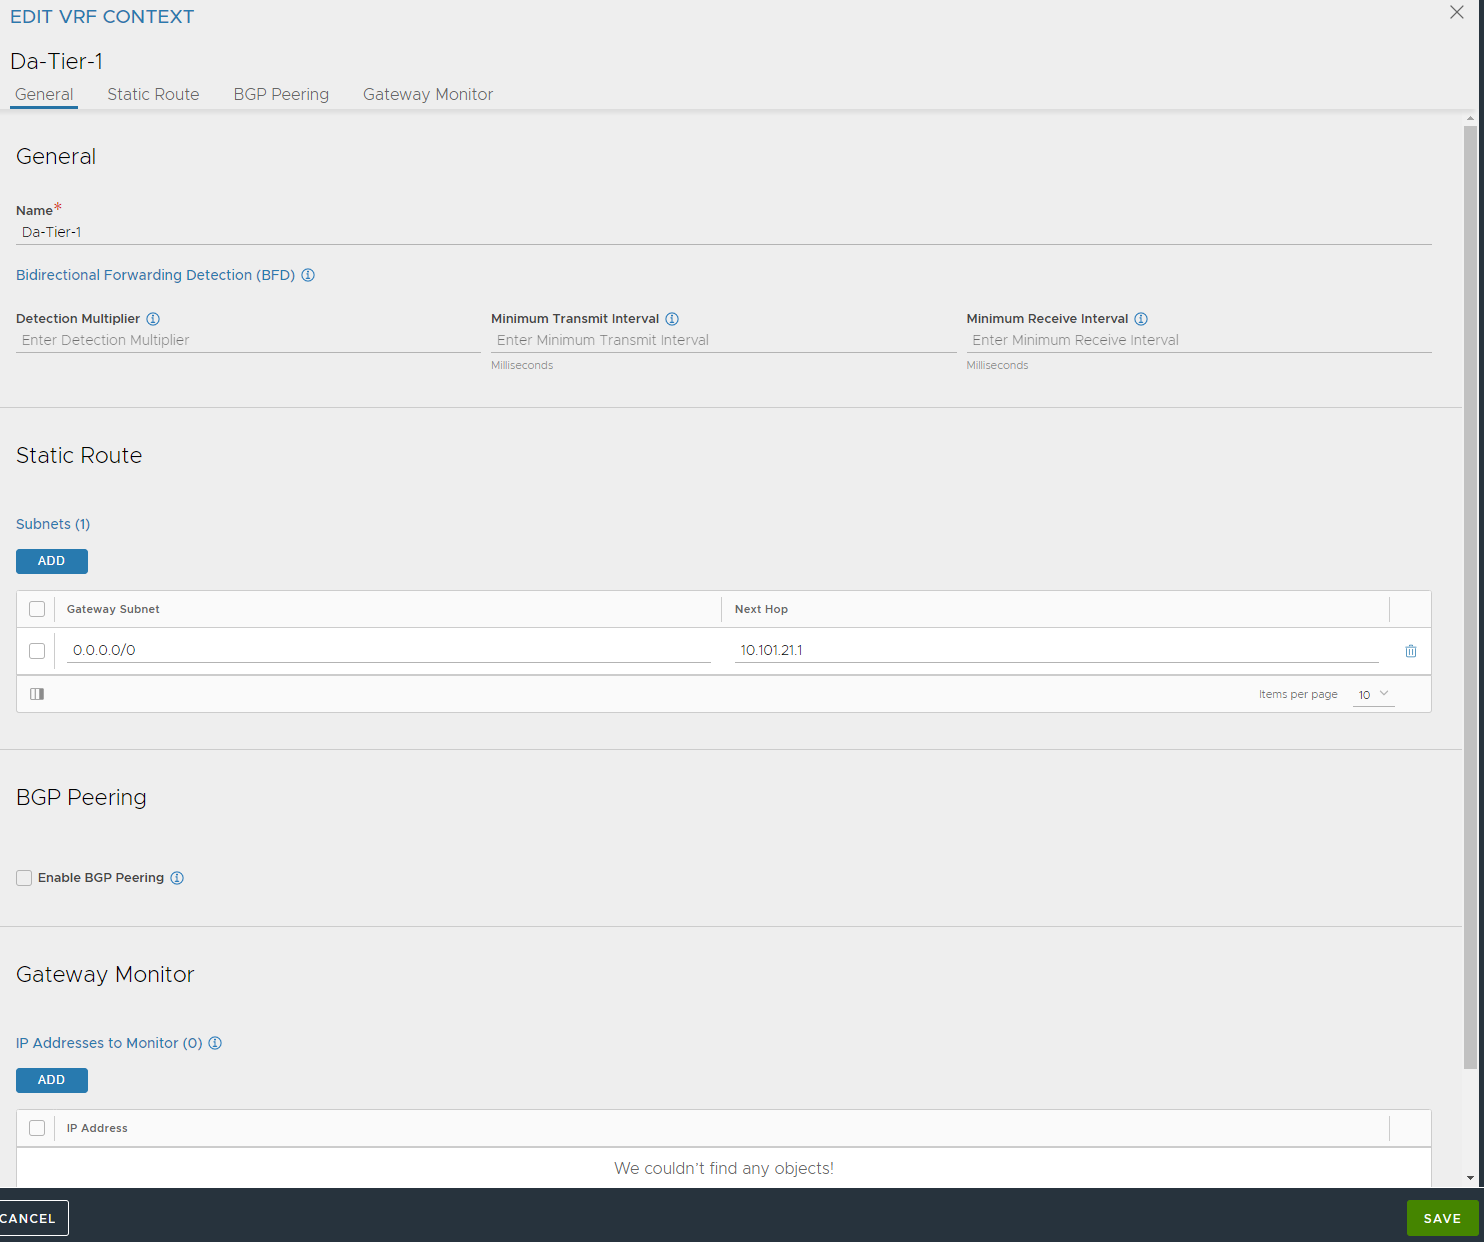 EDIT VRF CONTEXT
Da-Tier-1
General Static Route BGP Peering Gateway Monitor
General
Name*
Da-Tier-1
Bidirectional Forwarding Detection (BFD)
Detection Multiplier Minimum Transmit Interval Minimum Receive Interval
Enter Detection Multiplier Enter Minimum Transmit Interval Enter Minimum Receive Interval
Milliseconds Milliseconds
Static Route
Subnets (1)
ADD
Gateway Subnet Next Hop
0.0.0.0/0 10.101.21.1
Items per page 10
BGP Peering
Enable BGP Peering
Gateway Monitor
IP Addresses to Monitor (0)
ADD
IP Address
We couldn't find any objects!
CANCEL SAVE